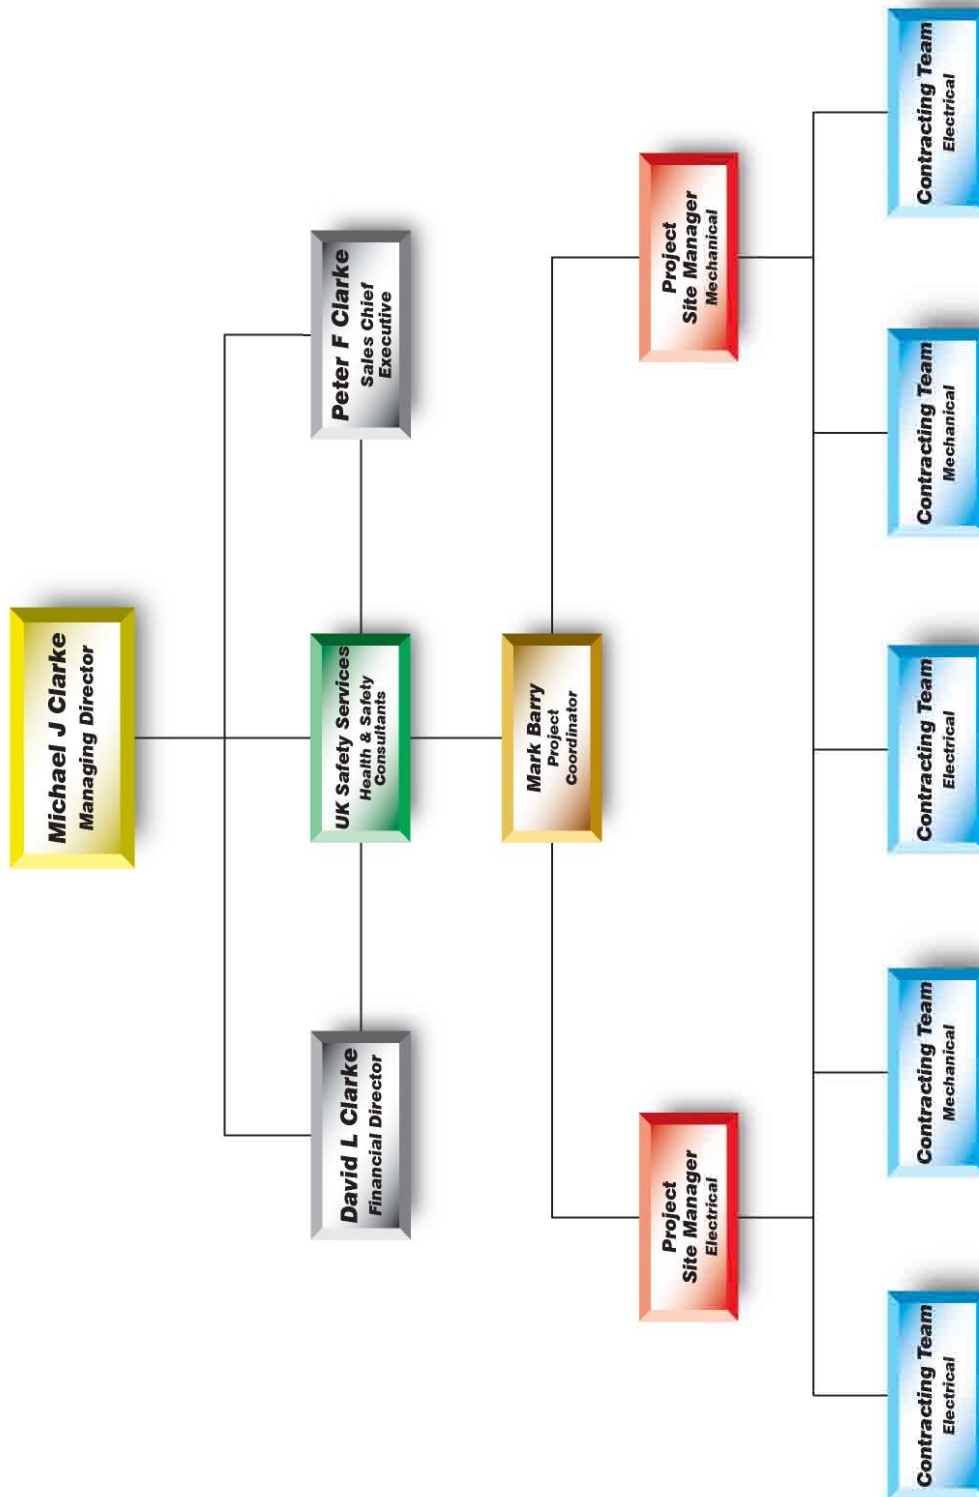 Michael J Clarke
Managing Director
David L Clarke
Financial Director
UK Safety Services
Health & Safety
Consultants
Peter F Clarke
Sales Chief
Executive
Mark Barry
Project
Coordinator
Project
Site Manager
Electrical
Project
Site Manager
Mechanical
Contracting Team
Electrical
Contracting Team
Mechanical
Contracting Team
Electrical
Contracting Team
Mechanical
Contracting Team
Electrical